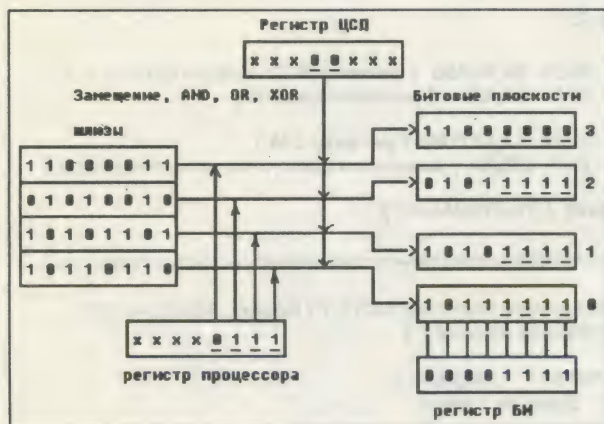 Регистр ЦСД
x x x 0 0 x x x
Замещение, AND, OR, XOR
Битовые плоскости
шлюзы
1 1 0 0 0 0 0 0 3
1 1 0 0 0 0 1 1
0 1 0 1 1 1 1 1 2
0 1 0 1 0 0 1 0
1 0 1 0 1 1 0 1
1 0 1 0 1 1 1 1 1
1 0 1 1 0 1 1 0
1 0 1 1 1 1 1 1 0
x x x x 0 1 1 1
регистр процессора
0 0 0 0 1 1 1 1
регистр БМ